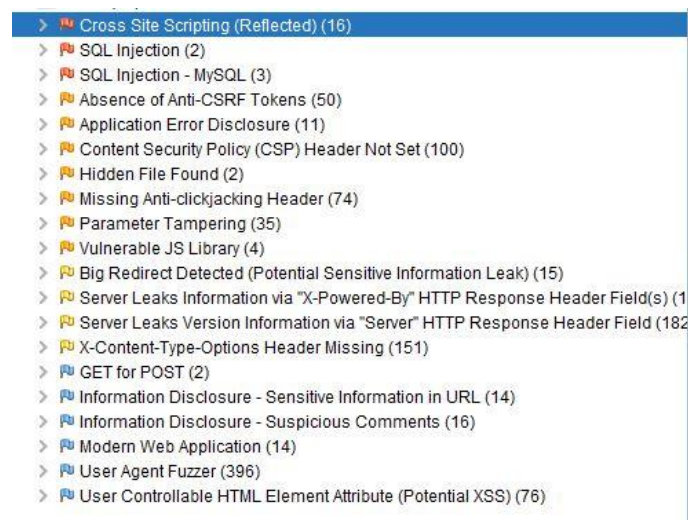 Cross Site Scripting (Reflected) (16)
SQL Injection (2)
SQL Injection - MySQL (3)
Absence of Anti-CSRF Tokens (50)
Application Error Disclosure (11)
Content Security Policy (CSP) Header Not Set (100)
Hidden File Found (2)
Missing Anti-clickjacking Header (74)
Parameter Tampering (35)
Vulnerable JS Library (4)
Big Redirect Detected (Potential Sensitive Information Leak) (15)
Server Leaks Information via "X-Powered-By" HTTP Response Header Field(s) (1
Server Leaks Version Information via "Server" HTTP Response Header Field (182
X-Content-Type-Options Header Missing (151)
GET for POST (2)
Information Disclosure - Sensitive Information in URL (14)
Information Disclosure - Suspicious Comments (16)
Modern Web Application (14)
User Agent Fuzzer (396)
User Controllable HTML Element Attribute (Potential XSS) (76)